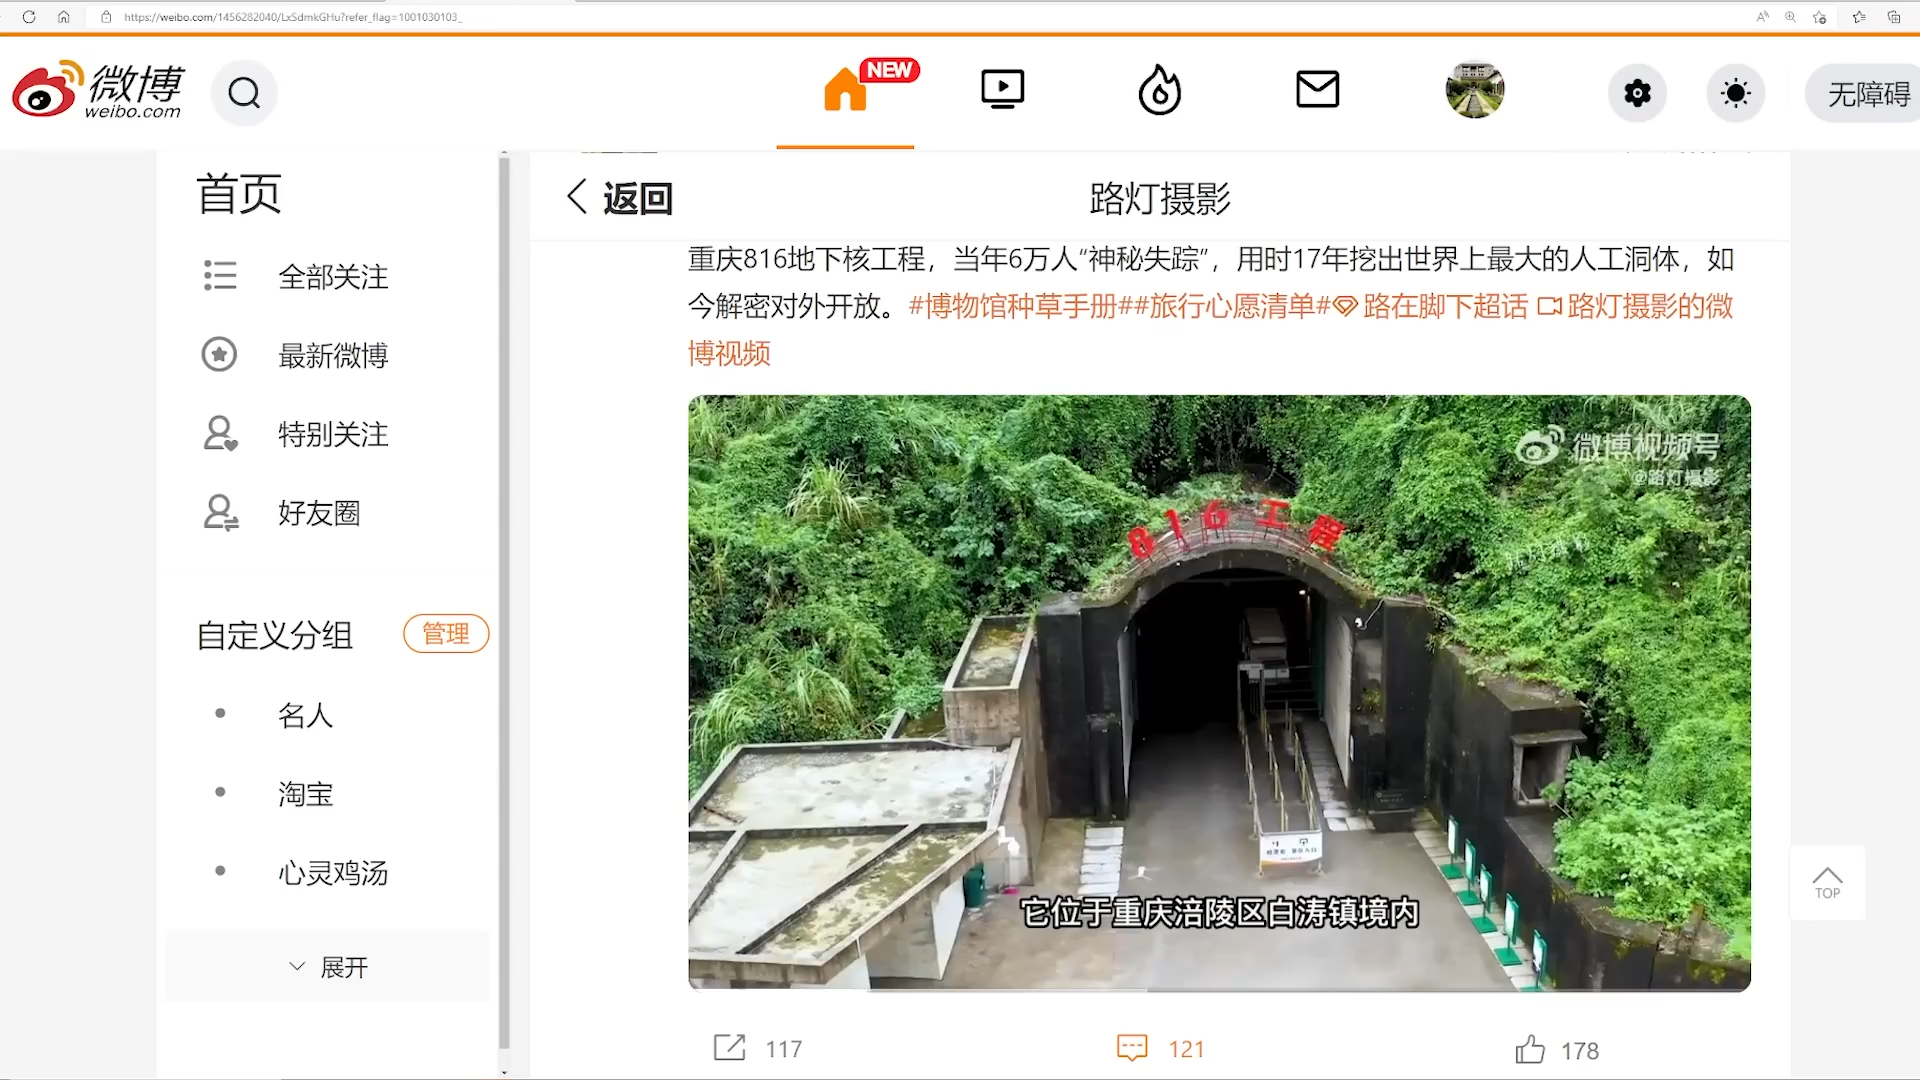 https://weibo.com/1456282040/LxSdmkGHu?refer_flag=1001030103_
微博
weibo.com
NEW
无障碍
首页
返回
路灯摄影
全部关注
最新微博
特别关注
好友圈
自定义分组
管理
名人
淘宝
心灵鸡汤
展开
重庆816地下核工程，当年6万人“神秘失踪”，用时17年挖出世界上最大的人工洞体，如
今解密对外开放。#博物馆种草手册##旅行心愿清单#路在脚下超话 路灯摄影的微
博视频
微博视频号
@路灯摄影
816工程
它位于重庆涪陵区白涛镇境内
TOP
117
121
178